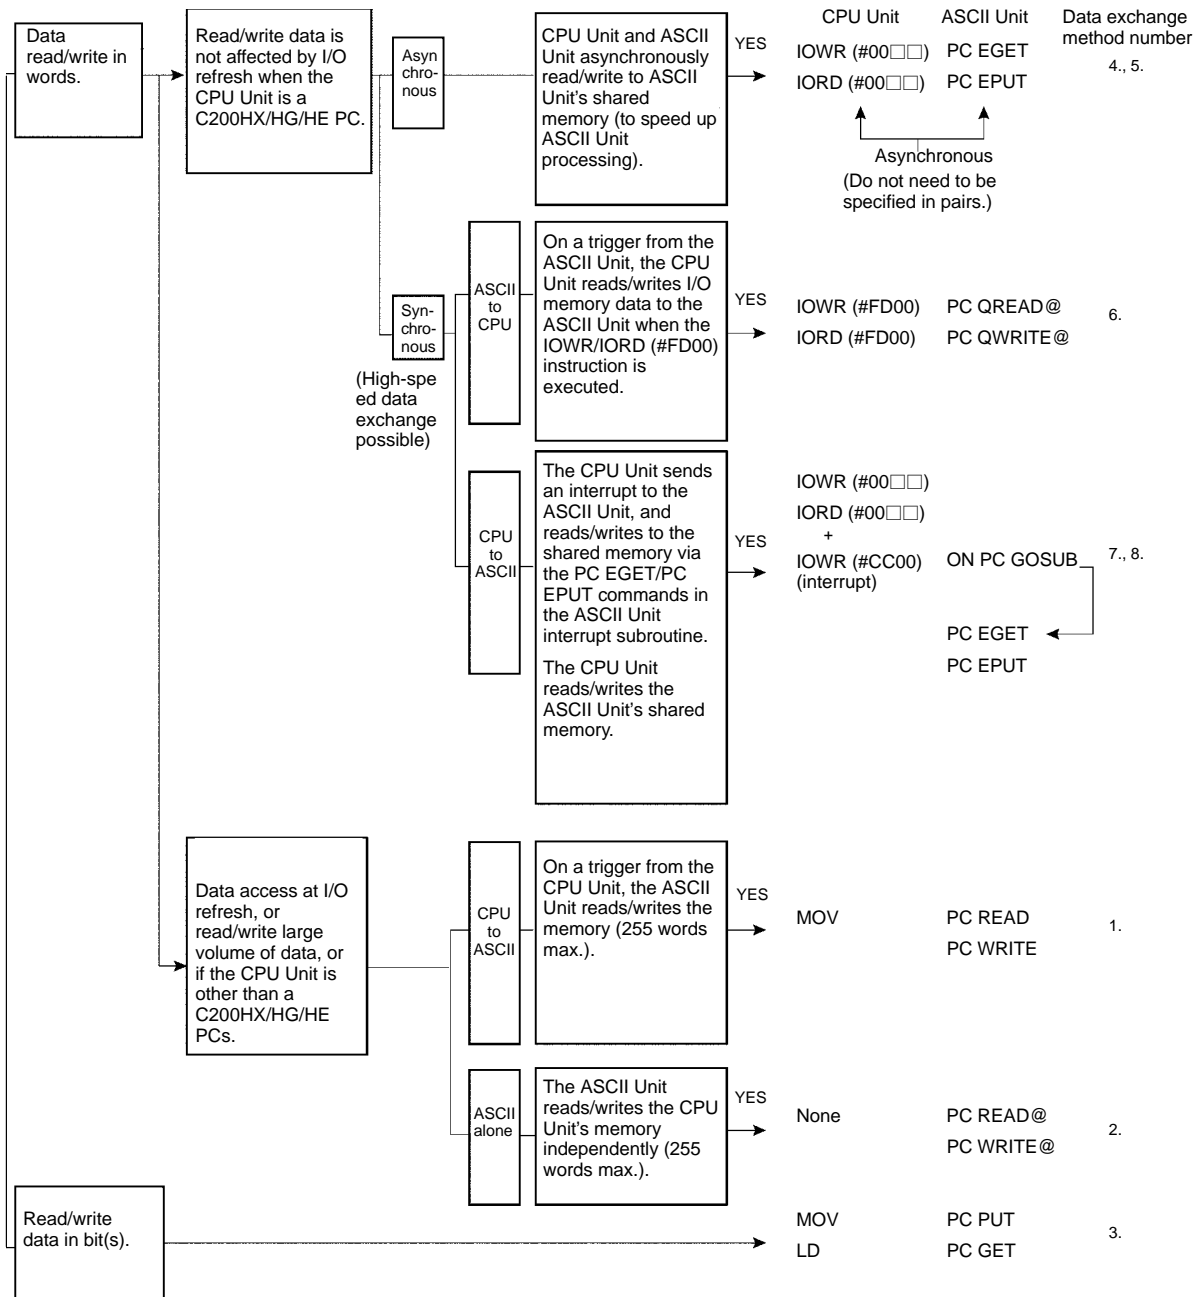 CPU Unit ASCII Unit Data exchange
method number
Data
read/write in
words.
Read/write data is
not affected by I/O
refresh when the
CPU Unit is a
C200HX/HG/HE PC.
Asyn
chro-
nous
CPU Unit and ASCII
Unit asynchronously
read/write to ASCII
Unit's shared
memory (to speed up
ASCII Unit
processing).
YES
IOWR (#00□□) PC EGET
IORD (#00□□) PC EPUT
4., 5.
Asynchronous
(Do not need to be
specified in pairs.)
Syn-
chro-
nous
(High-spe
ed data
exchange
possible)
ASCII
to
CPU
On a trigger from the
ASCII Unit, the CPU
Unit reads/writes I/O
memory data to the
ASCII Unit when the
IOWR/IORD (#FD00)
instruction is
executed.
YES
IOWR (#FD00) PC QREAD@
IORD (#FD00) PC QWRITE@
6.
CPU
to
ASCII
The CPU Unit sends
an interrupt to the
ASCII Unit, and
reads/writes to the
shared memory via
the PC EGET/PC
EPUT commands in
the ASCII Unit
interrupt subroutine.
The CPU Unit
reads/writes the
ASCII Unit's shared
memory.
YES
IOWR (#00□□)
IORD (#00□□)
+
IOWR (#CC00) ON PC GOSUB
(interrupt)
PC EGET
PC EPUT
7., 8.
Data access at I/O
refresh, or
read/write large
volume of data, or
if the CPU Unit is
other than a
C200HX/HG/HE
PCs.
CPU
to
ASCII
On a trigger from the
CPU Unit, the ASCII
Unit reads/writes the
memory (255 words
max.).
YES
MOV PC READ
PC WRITE
1.
ASCII
alone
The ASCII Unit
reads/writes the CPU
Unit's memory
independently (255
words max.).
YES
None PC READ@
PC WRITE@
2.
Read/write
data in bit(s).
MOV PC PUT
LD PC GET
3.